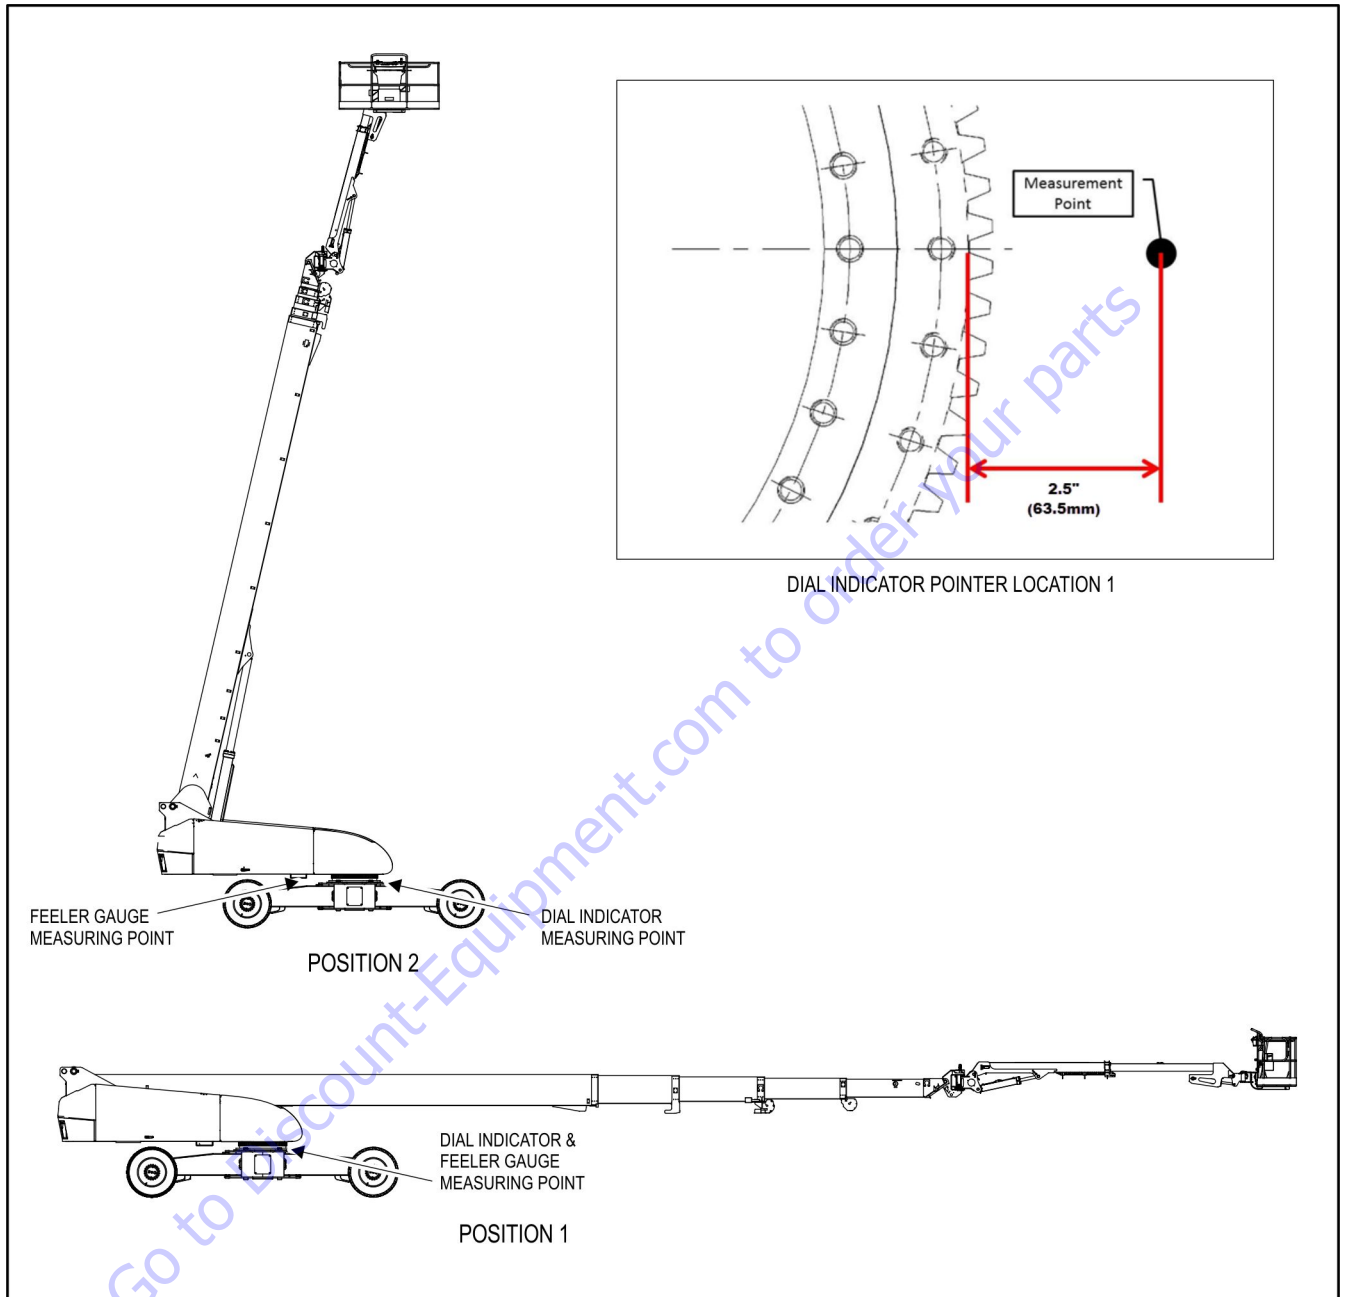 Measurement
Point
2.5"
(63.5mm)
DIAL INDICATOR POINTER LOCATION 1
FEELER GAUGE
MEASURING POINT
DIAL INDICATOR
MEASURING POINT
POSITION 2
DIAL INDICATOR &
FEELER GAUGE
MEASURING POINT
POSITION 1
Go to Discount-Equipment.com to order your parts